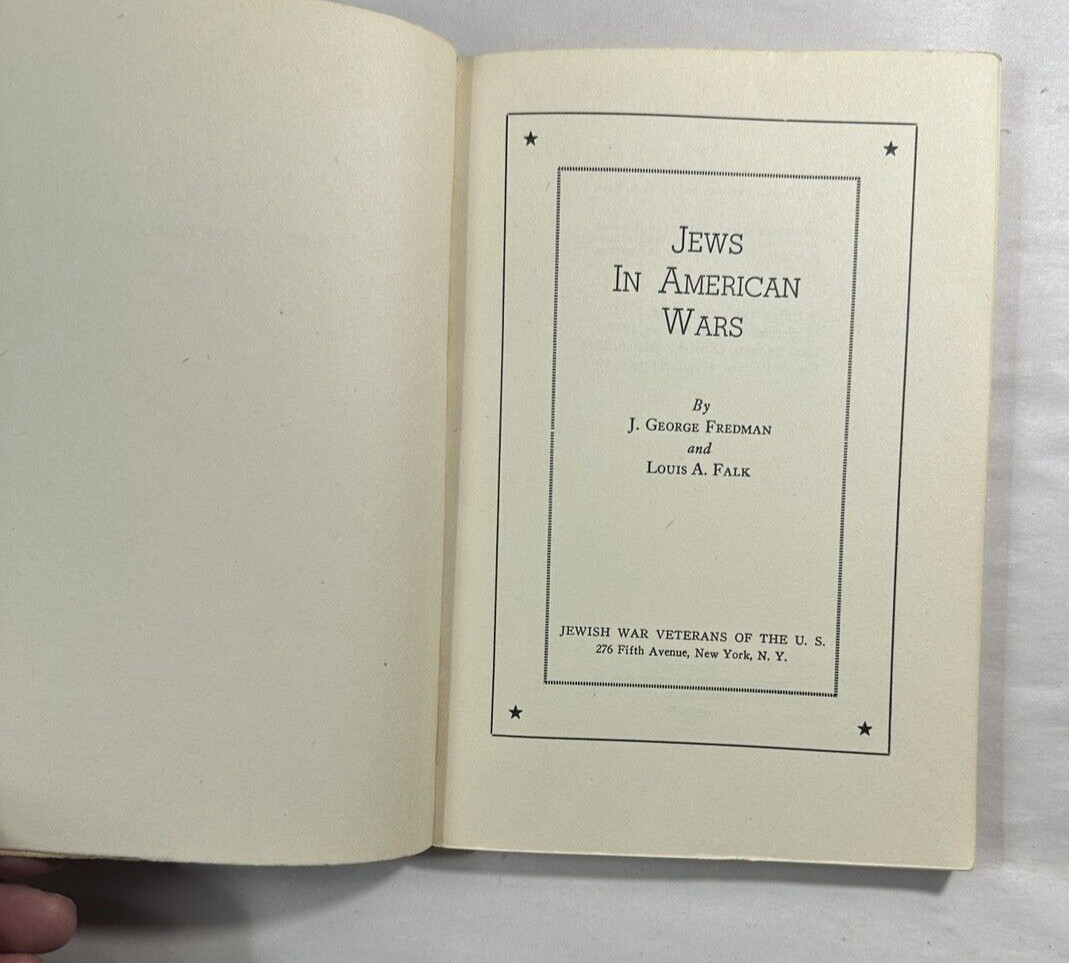 JEWS
IN AMERICAN
WARS
By
J. GEORGE FREDMAN
and
LOUIS A. FALK
JEWISH WAR VETERANS OF THE U. S.
276 Fifth Avenue, New York, N. Y.